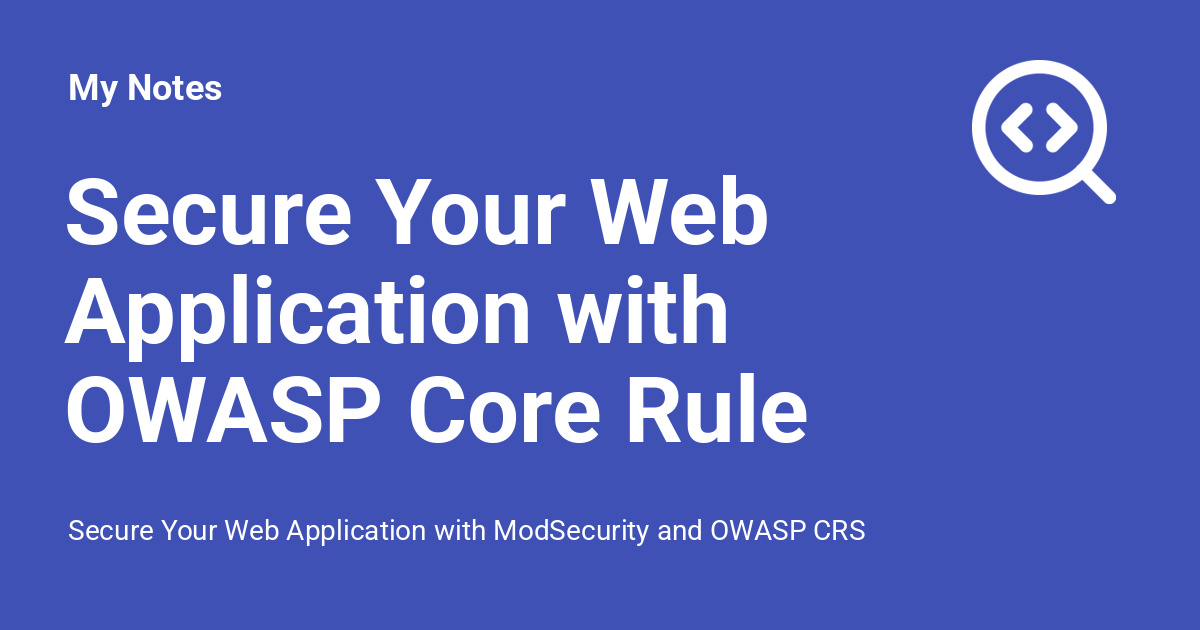 My Notes
Secure Your Web
Application with
OWASP Core Rule
Secure Your Web Application with ModSecurity and OWASP CRS